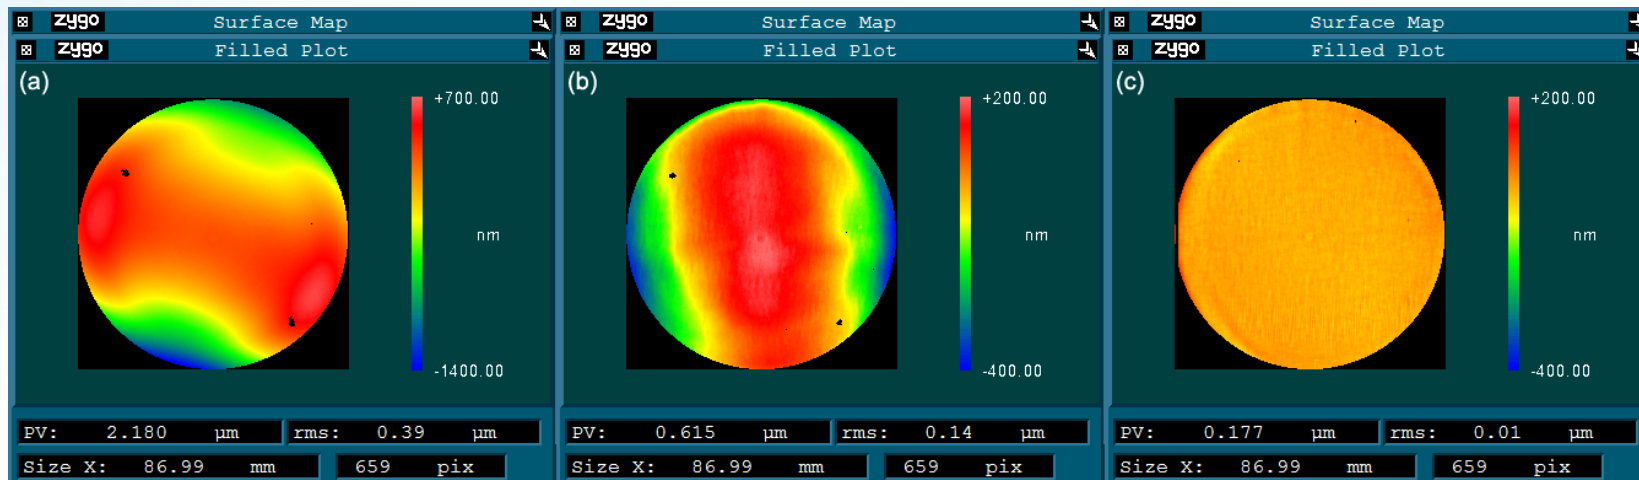 zygo Surface Map
zygo Filled Plot
(a)
+700.00
nm
-1400.00
PV: 2.180 µm rms: 0.39 µm
Size X: 86.99 mm 659 pix
zygo Surface Map
zygo Filled Plot
(b)
+200.00
nm
-400.00
PV: 0.615 µm rms: 0.14 µm
Size X: 86.99 mm 659 pix
zygo Surface Map
zygo Filled Plot
(c)
+200.00
nm
-400.00
PV: 0.177 µm rms: 0.01 µm
Size X: 86.99 mm 659 pix